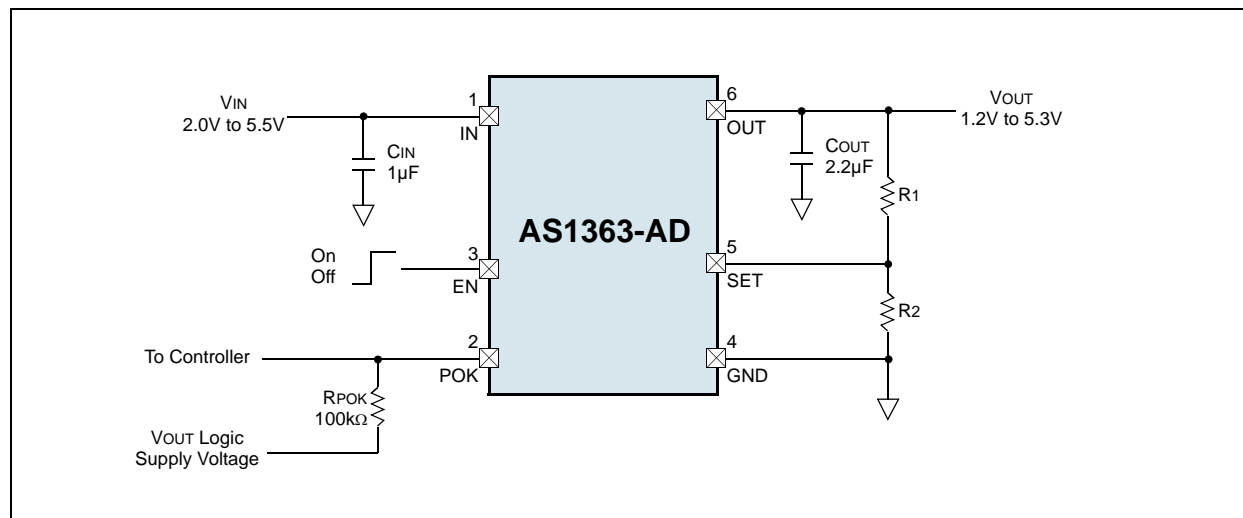 VIN
2.0V to 5.5V
1
IN
CIN
1µF
6
OUT
VOUT
1.2V to 5.3V
COUT
2.2µF
R1
AS1363-AD
On
Off
3
EN
5
SET
R2
To Controller
2
POK
4
GND
RPOK
100kΩ
VOUT Logic
Supply Voltage